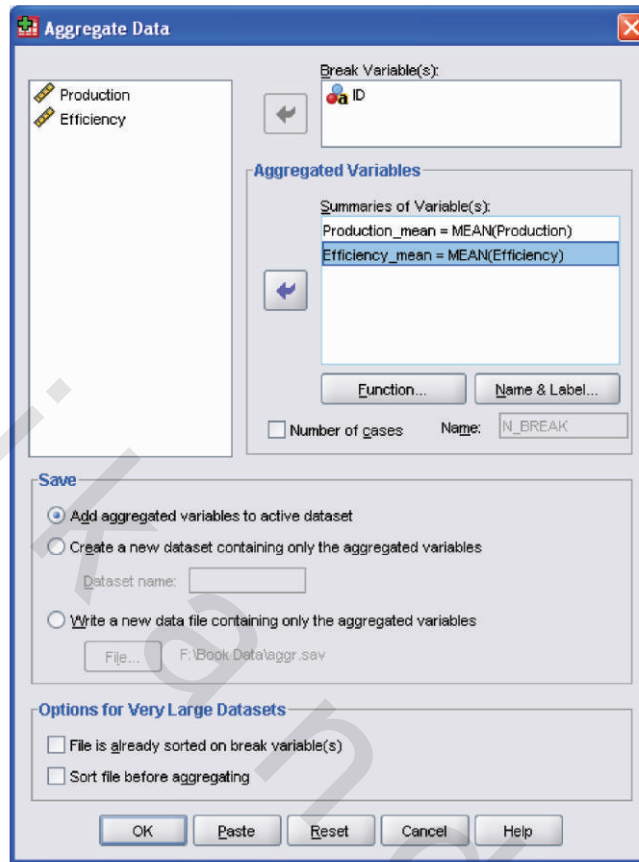 Aggregate Data
Production
Efficiency
Break Variable(s):
ID
Aggregated Variables
Summaries of Variable(s):
Production_mean = MEAN(Production)
Efficiency_mean = MEAN(Efficiency)
Function...
Name & Label...
Number of cases
Name:
N_BREAK
Save
Add aggregated variables to active dataset
Create a new dataset containing only the aggregated variables
Dataset name:
Write a new data file containing only the aggregated variables
File...
F:\Book Data\aggr.sav
Options for Very Large Datasets
File is already sorted on break variable(s)
Sort file before aggregating
OK
Paste
Reset
Cancel
Help